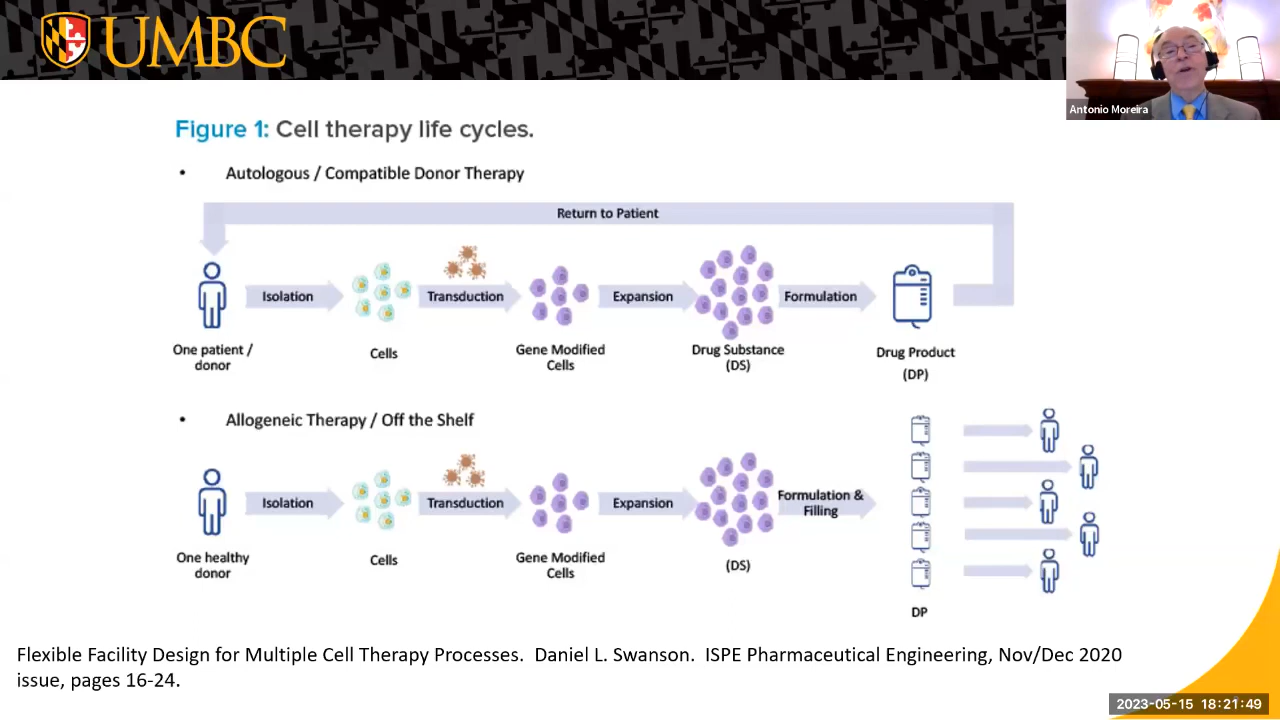 UMBC
Antonio Moreira
Figure 1: Cell therapy life cycles.
• Autologous / Compatible Donor Therapy
Return to Patient
Isolation
Transduction
Expansion
Formulation
One patient /
donor
Cells
Gene Modified
Cells
Drug Substance
(DS)
Drug Product
(DP)
• Allogeneic Therapy / Off the Shelf
Isolation
Transduction
Expansion
Formulation &
Filling
One healthy
donor
Cells
Gene Modified
Cells
(DS)
DP
Flexible Facility Design for Multiple Cell Therapy Processes. Daniel L. Swanson. ISPE Pharmaceutical Engineering, Nov/Dec 2020
issue, pages 16-24.
2023-05-15 18:21:49